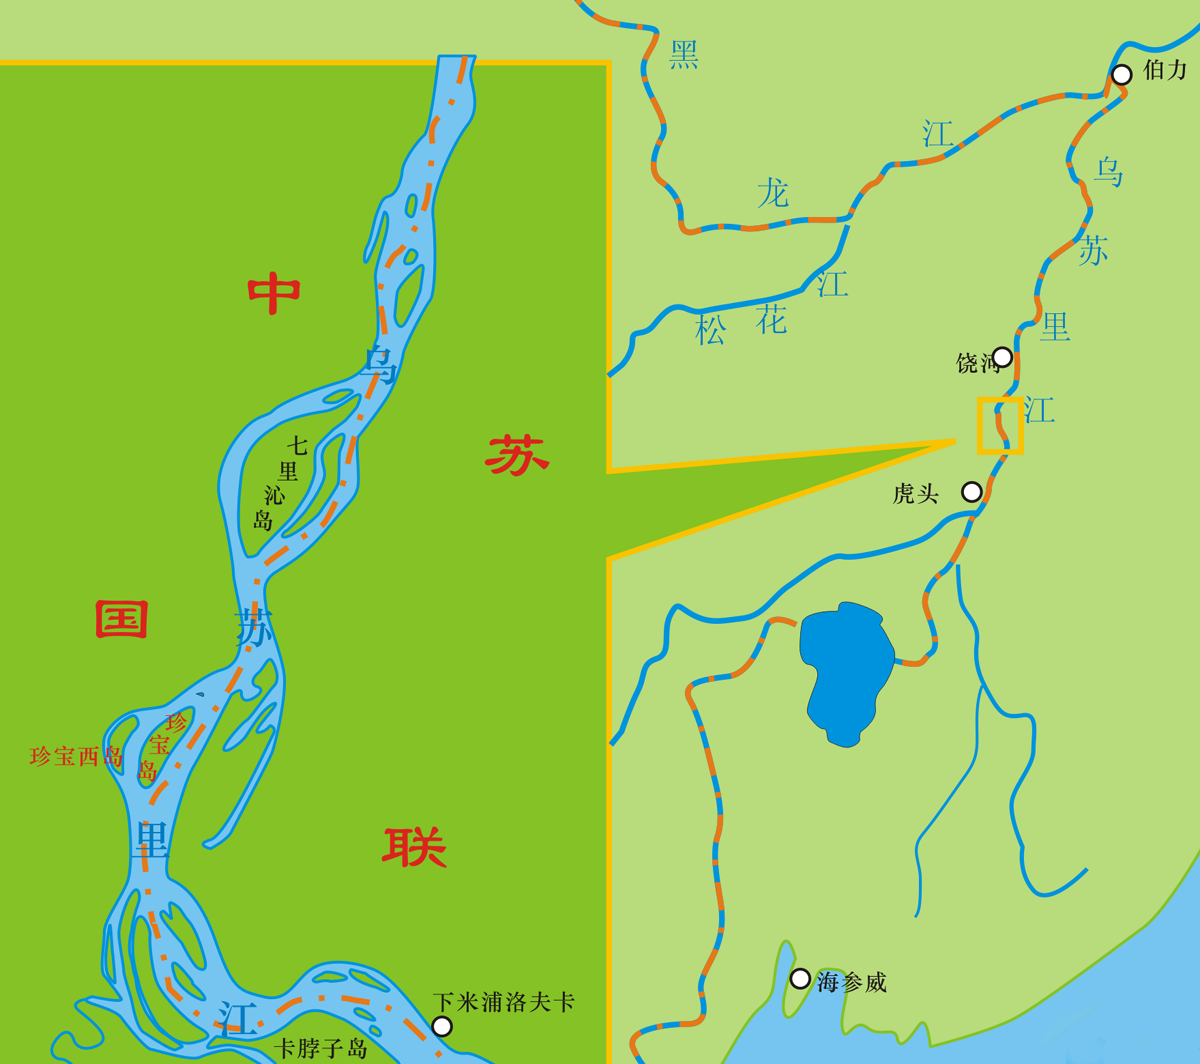 中国
苏联
乌苏里江
七里沁岛
珍宝岛
珍宝西岛
下米浦洛夫卡
卡脖子岛
黑龙江
松花江
乌苏里江
伯力
饶河
虎头
海参威